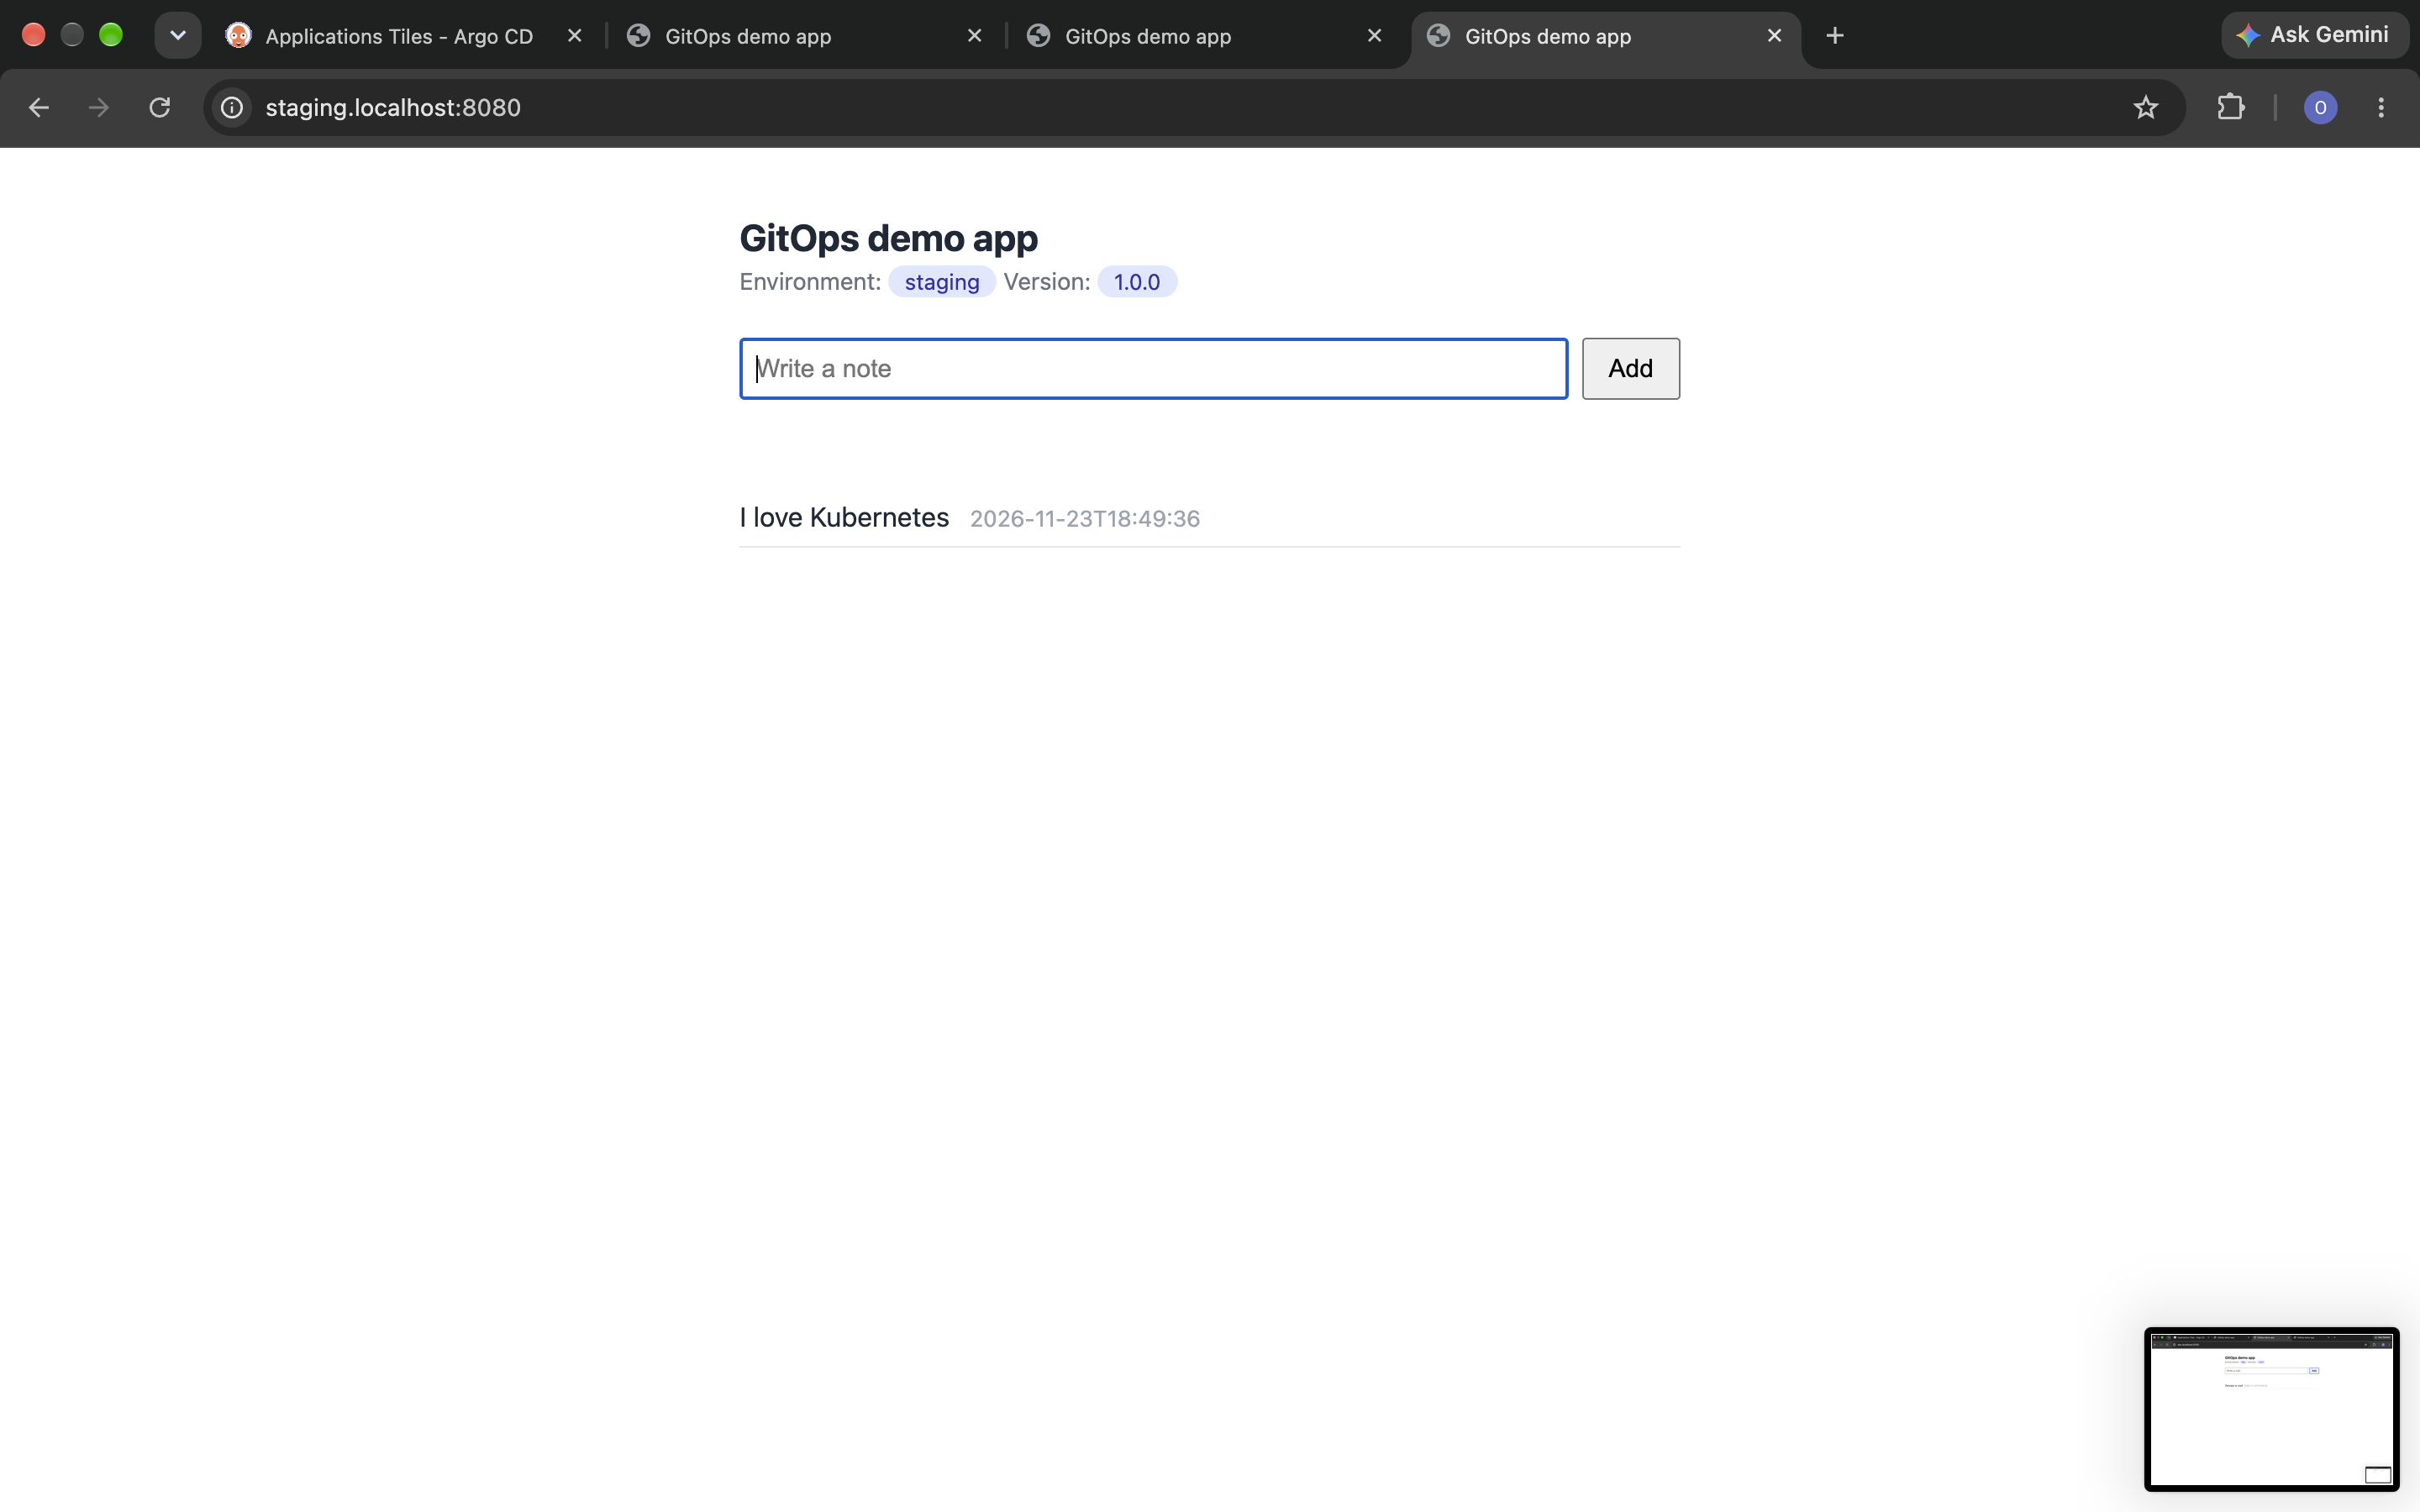 Applications Tiles - Argo CD
GitOps demo app
GitOps demo app
GitOps demo app
Ask Gemini
staging.localhost:8080
O
GitOps demo app
Environment: staging Version: 1.0.0
Write a note
Add
I love Kubernetes 2026-11-23T18:49:36